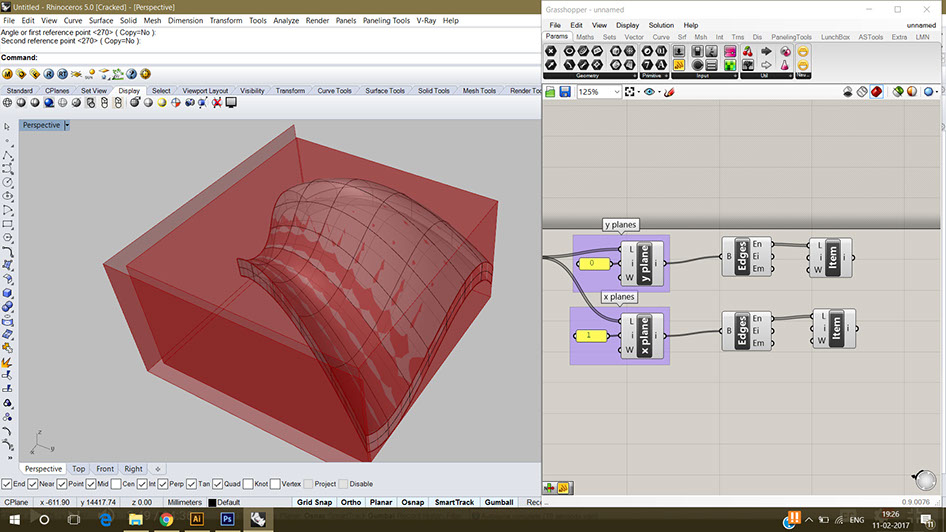 Untitled - Rhinoceros 5.0 [Cracked] - [Perspective]
File Edit View Curve Surface Solid Mesh Dimension Transform Tools Analyze Render Panels Paneling Tools V-Ray Help
Angle or first reference point <270> ( Copy=No ):
Second reference point <270> ( Copy=No ):
Command:
Standard CPlanes Set View Display Select Viewport Layout Visibility Transform Curve Tools Surface Tools Solid Tools Mesh Tools Render To
Perspective
z
y
x
Perspective Top Front Right
End Near Point Mid Cen Int Perp Tan Quad Knot Vertex Project Disable
CPlane x -611.90 y 14417.74 z 0.00 Millimeters Default Grid Snap Ortho Planar Osnap SmartTrack Gumball Rec
Grasshopper - unnamed
File Edit View Display Solution Help unnamed
Params Maths Sets Vector Curve Srf Mesh Int Trns Dis PanelingTools LunchBox ASTools Extra LMN
Geometry Primitive Input Util
125%
y planes
0
L
i
W
y plane
i
B
Edges
En
Ei
Em
L
i
W
Item
i
x planes
1
L
i
W
x plane
i
B
Edges
En
Ei
Em
L
i
W
Item
i
0.9.0076
Ai
Ps
ENG
19:26
11-02-2017